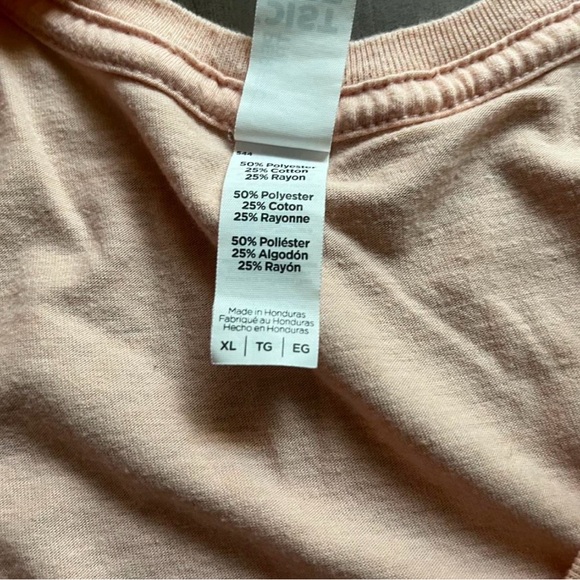 544
50% Polyester
25% Cotton
25% Rayon
50% Polyester
25% Coton
25% Rayonne
50% Poliéster
25% Algodón
25% Rayón
Made in Honduras
Fabriqué au Honduras
Hecho en Honduras
XL | TG | EG